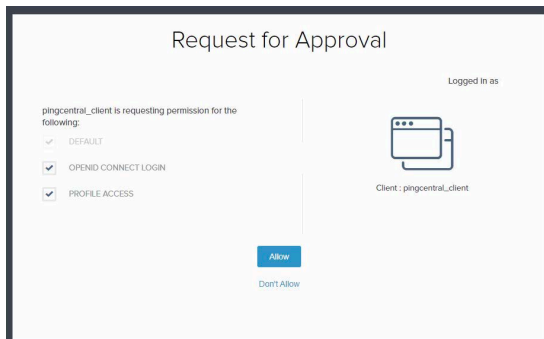 Request for Approval
Logged in as
pingcentral_client is requesting permission for the
following:
DEFAULT
OPENID CONNECT LOGIN
PROFILE ACCESS
Client : pingcentral_client
Allow
Don't Allow